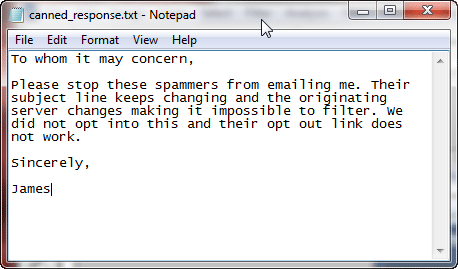 canned_response.txt - Notepad
File Edit Format View Help
To whom it may concern,
Please stop these spammers from emailing me. Their
subject line keeps changing and the originating
server changes making it impossible to filter. We
did not opt into this and their opt out link does
not work.
Sincerely,
James